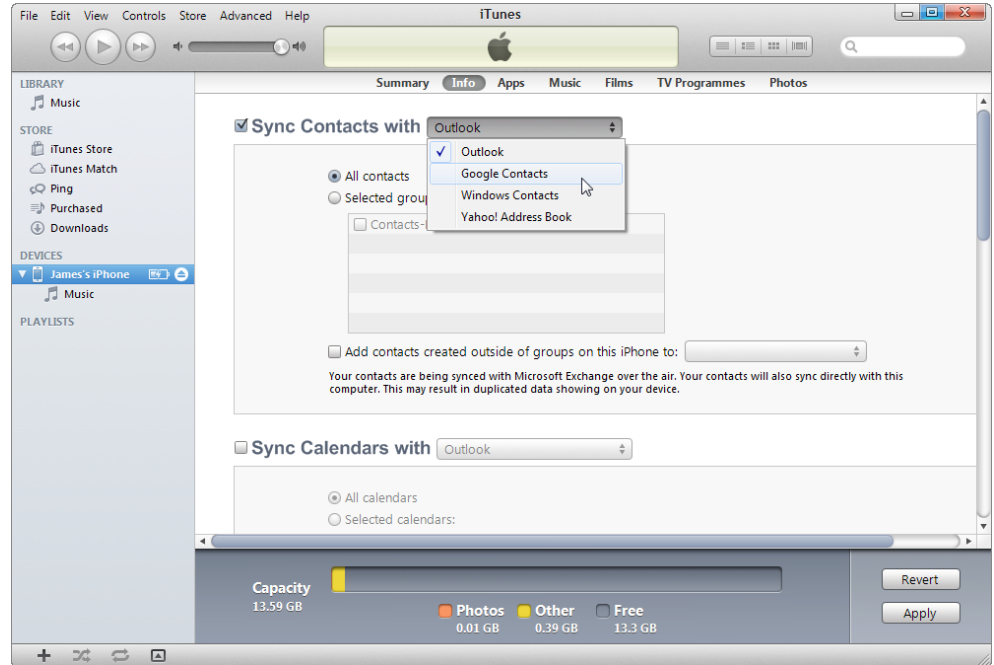 File Edit View Controls Store Advanced Help
iTunes
Summary Info Apps Music Films TV Programmes Photos
LIBRARY
Music
STORE
iTunes Store
iTunes Match
Ping
Purchased
Downloads
DEVICES
James's iPhone
Music
PLAYLISTS
Sync Contacts with Outlook
Outlook
Google Contacts
Windows Contacts
Yahoo! Address Book
All contacts
Selected
Contacts-
Add contacts created outside of groups on this iPhone to:
Your contacts are being synced with Microsoft Exchange over the air. Your contacts will also sync directly with this
computer. This may result in duplicated data showing on your device.
Sync Calendars with Outlook
All calendars
Selected calendars:
Capacity
13.59 GB
Photos Other Free
0.01 GB 0.39 GB 13.3 GB
Revert
Apply